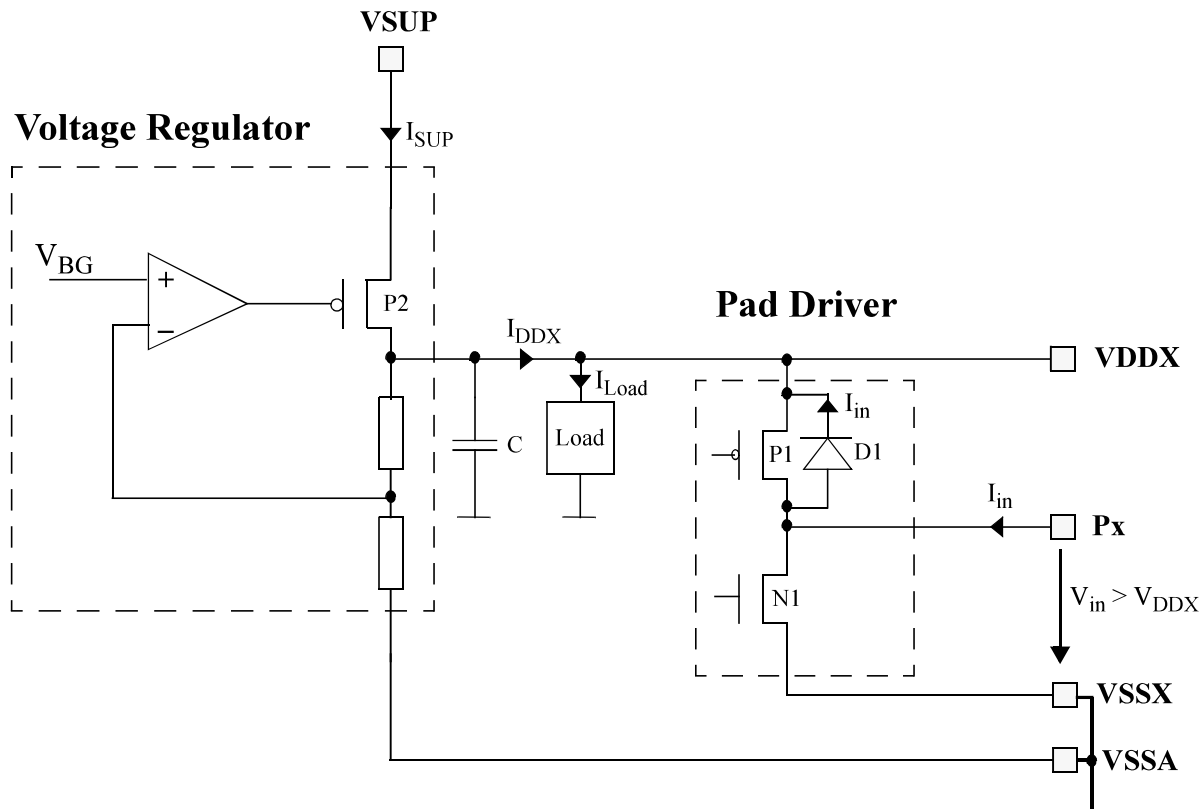 VSUP
Voltage Regulator
ISUP
VBG
+
−
P2
Pad Driver
IDDX
VDDX
ILoad
Iin
C
Load
P1
D1
Iin
Px
N1
Vin > VDDX
VSSX
VSSA